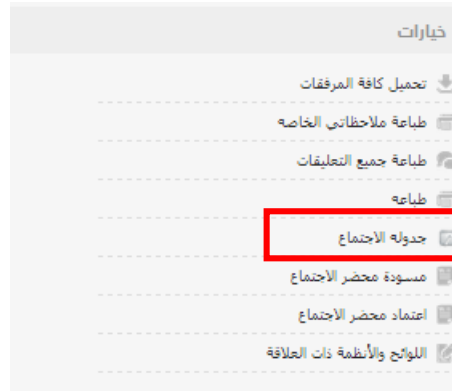 خيارات
تحميل كافة المرفقات
طباعة ملاحظاتي الخاصه
طباعة جميع التعليقات
طباعه
جدوله الاجتماع
مسودة محضر الاجتماع
اعتماد محضر الاجتماع
اللوائح والأنظمة ذات العلاقة